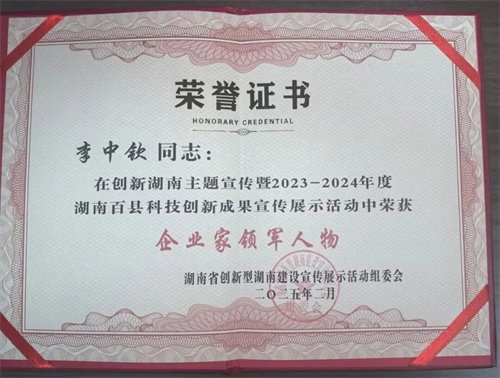 荣誉证书
HONORARY CREDENTIAL
李中钦 同志：
在创新湖南主题宣传暨2023-2024年度
湖南百县科技创新成果宣传展示活动中荣获
企业家领军人物
湖南省创新型湖南建设宣传展示活动组委会
二〇二五年二月